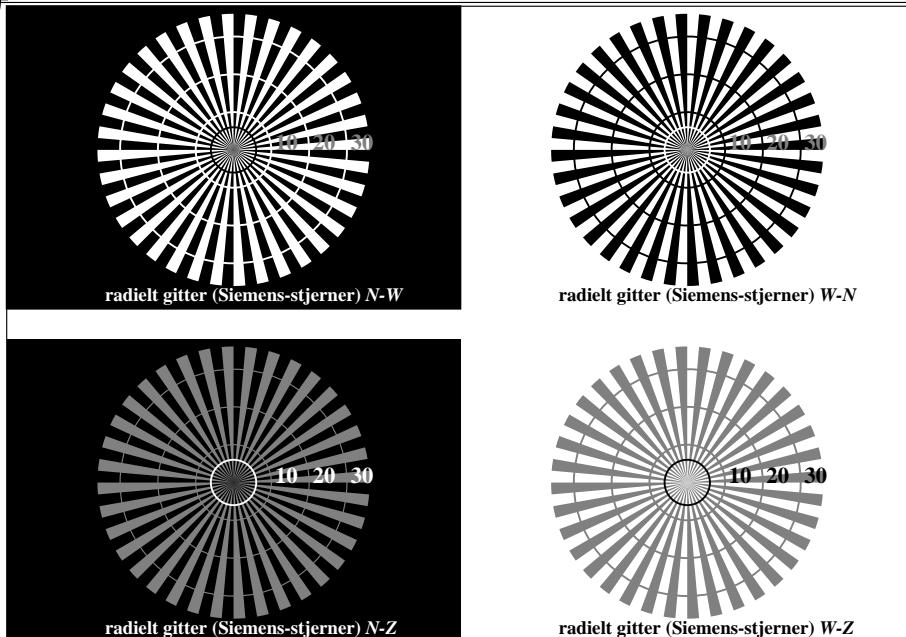 10 20 30
radielt gitter (Siemens-stjerner) N-W
10 20 30
radielt gitter (Siemens-stjerner) W-N
10 20 30
radielt gitter (Siemens-stjerner) N-Z
10 20 30
radielt gitter (Siemens-stjerner) W-Z